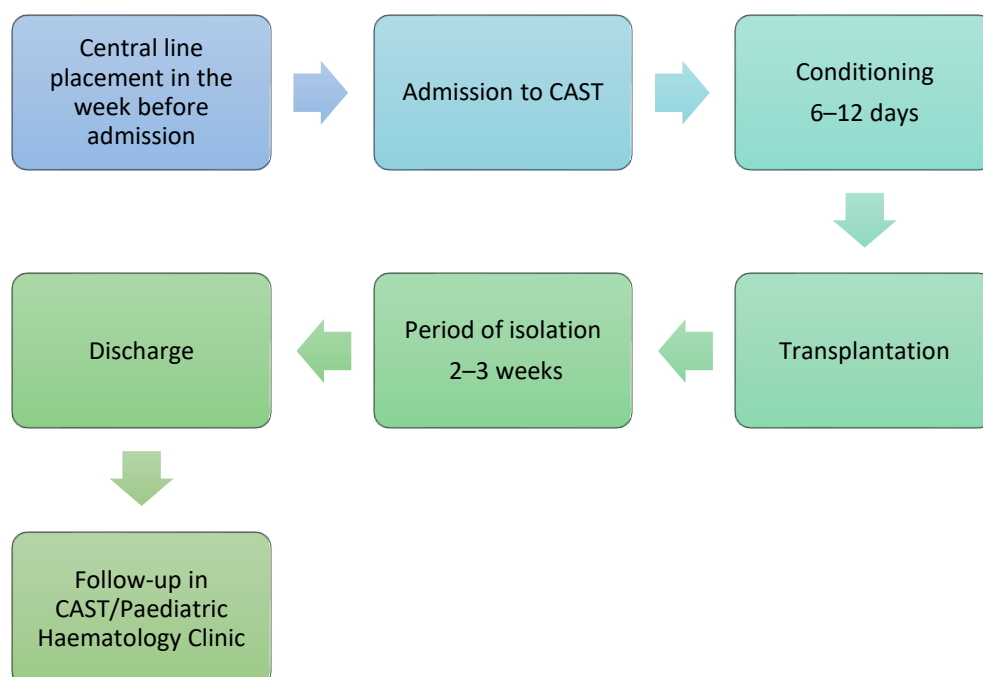 Central line
placement in the
week before
admission
Admission to CAST
Conditioning
6–12 days
Transplantation
Period of isolation
2–3 weeks
Discharge
Follow-up in
CAST/Paediatric
Haematology Clinic